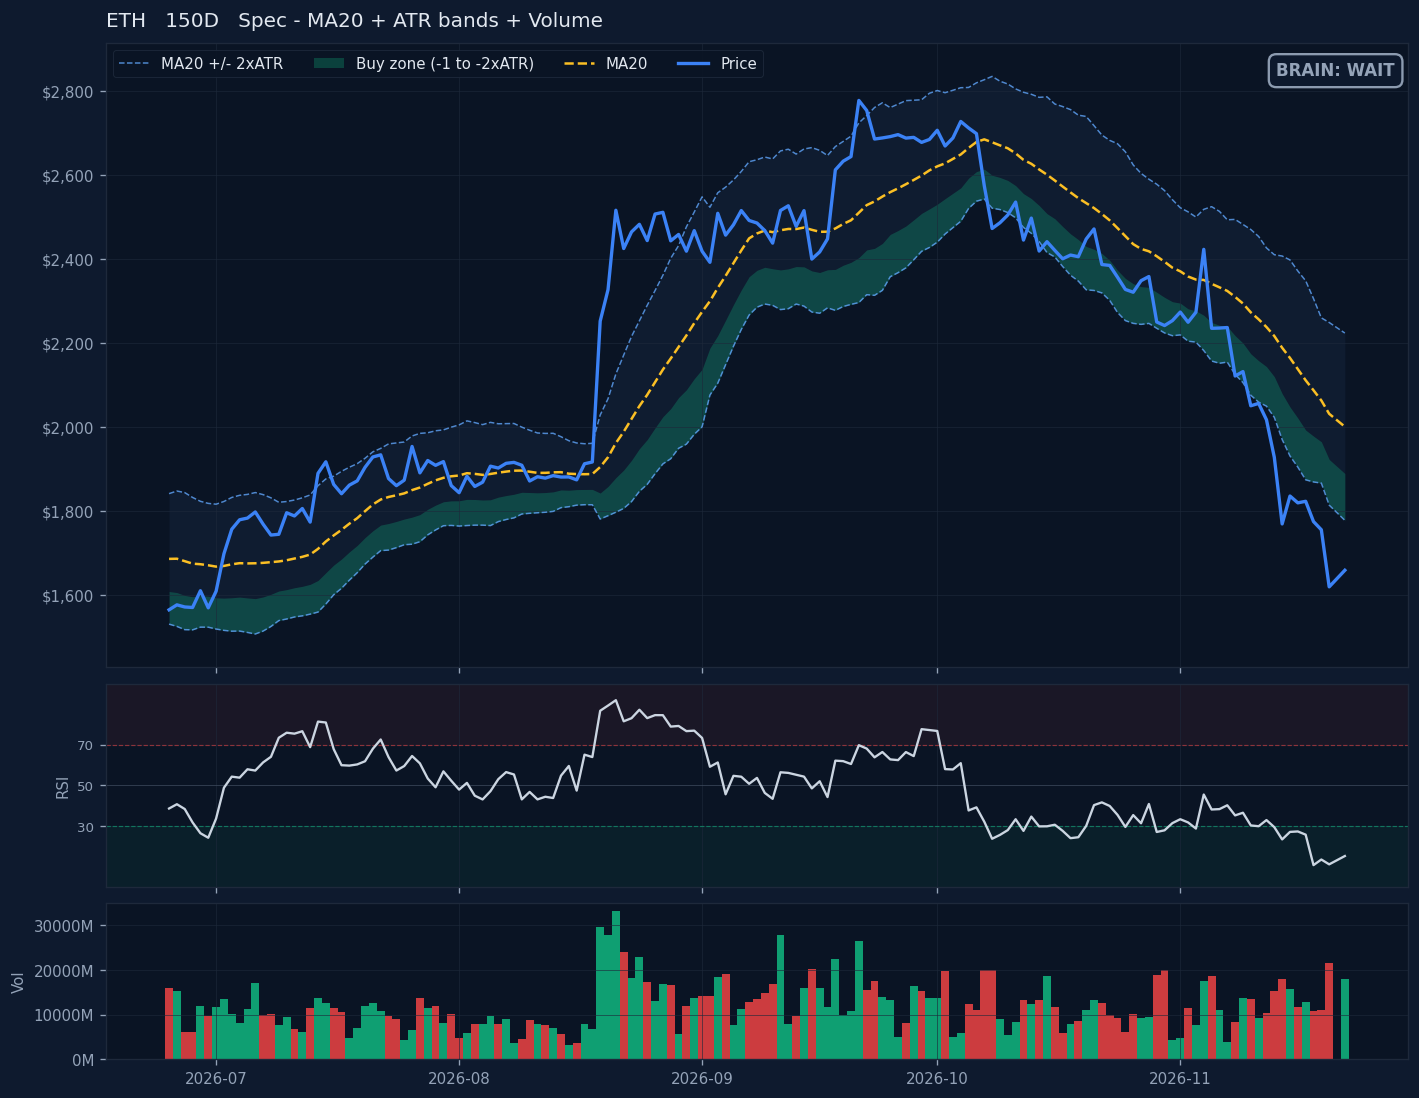 ETH   150D   Spec - MA20 + ATR bands + Volume
MA20 +/- 2xATR
Buy zone (-1 to -2xATR)
MA20
Price
BRAIN: WAIT
$2,800
$2,600
$2,400
$2,200
$2,000
$1,800
$1,600
RSI
70
50
30
Vol
30000M
20000M
10000M
0M
2026-07
2026-08
2026-09
2026-10
2026-11